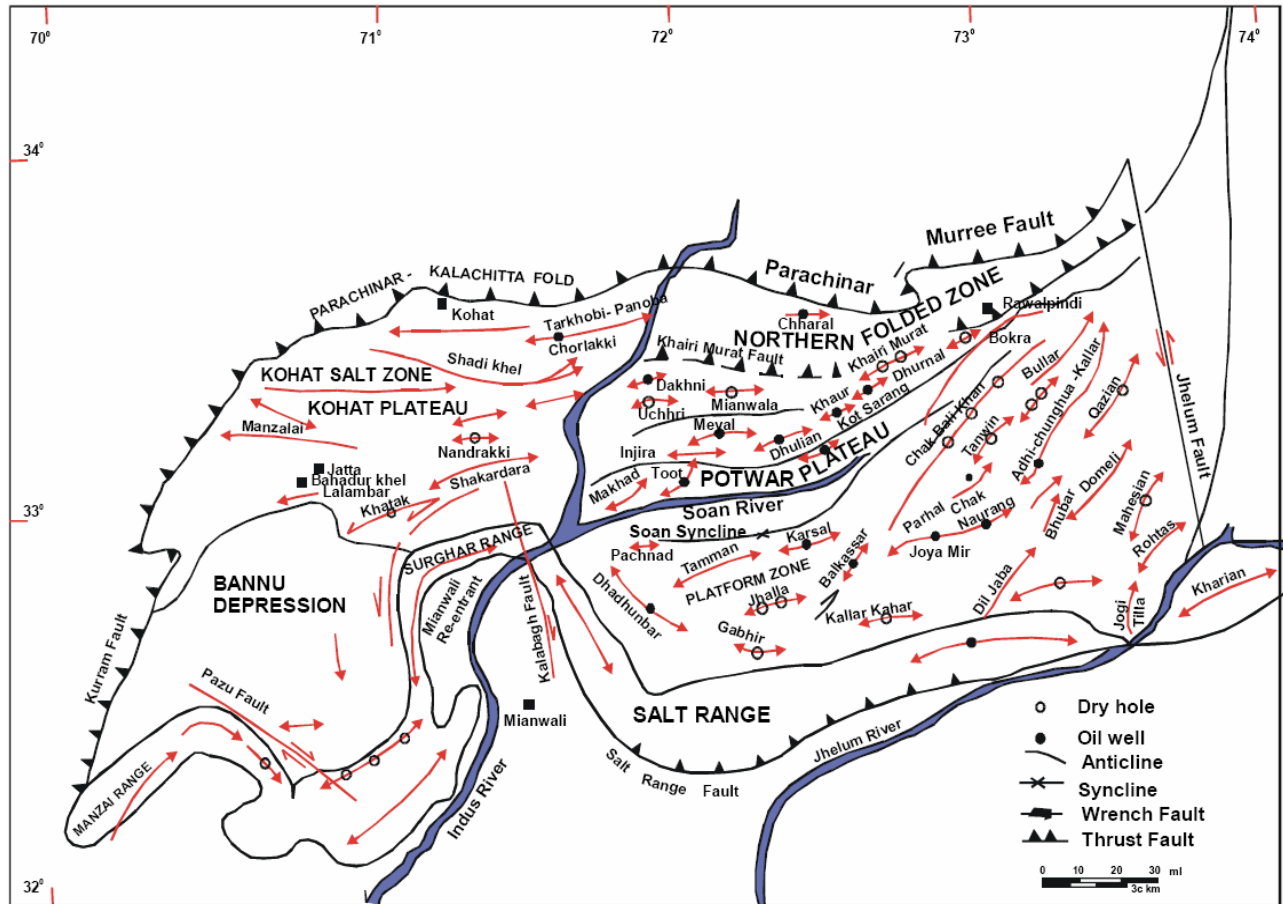 70°
71°
72°
73°
74°
34°
33°
32°
Murree Fault
PARACHINAR - KALACHITTA FOLD
Parachinar
Kohat
Tarkhobi- Panoba
Chorlakki
Chharal
NORTHERN FOLDED ZONE
Rawalpindi
Bokra
Khairi Murat Fault
Khairi Murat
Dhurnal
Shadi khel
KOHAT SALT ZONE
KOHAT PLATEAU
Manzalai
Nandrakki
Dakhni
Uchhri
Mianwala
Khaur
Kot Sarang
Meyal
Dhulian
Injira
Toot
Makhad
POTWAR PLATEAU
Chak Bali Khan
Bullar
Tanwin
Adhi-chunghua -Kallar
Qazian
Jhelum Fault
Jatta
Bahadur khel
Lalambar
Shakardara
Khatak
Soan River
Soan Syncline
Parhal
Chak
Naurang
Joya Mir
Bhubar
Domeli
Mahesian
Rohtas
SURGHAR RANGE
Pachnad
Tamman
Karsal
Balkassar
PLATFORM ZONE
Jhalla
Dhadhunbar
Gabhir
Kallar Kahar
Dil Jaba
Jogi
Tilla
Kharian
BANNU
DEPRESSION
Mianwali
Re-entrant
Kalabagh Fault
Kurram Fault
Pazu Fault
Mianwali
SALT RANGE
Salt Range Fault
Jhelum River
Indus River
MANZAI RANGE
Dry hole
Oil well
Anticline
Syncline
Wrench Fault
Thrust Fault
0 10 20 30 ml
3c km